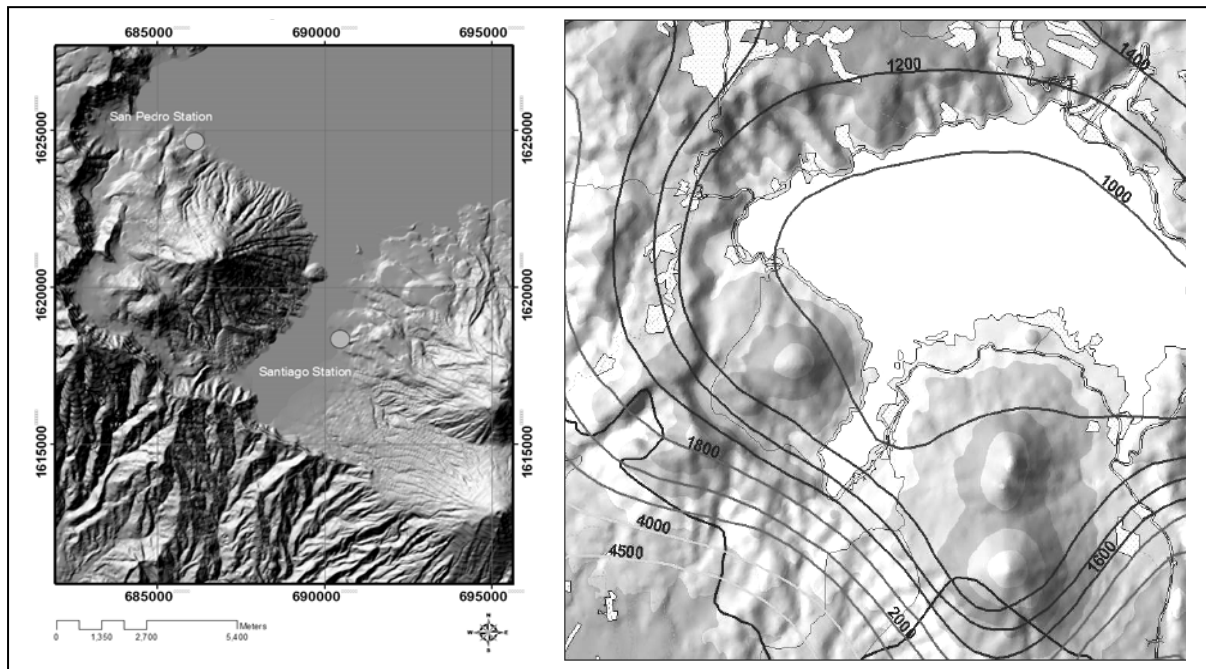 685000 690000 695000
San Pedro Station
1625000 1625000
1620000 1620000
Santiago Station
1615000 1615000
685000 690000 695000
0 1,350 2,700 5,400 Meters
N
W E
S
1400
1200
1000
1800
4000
4500
1600
2000